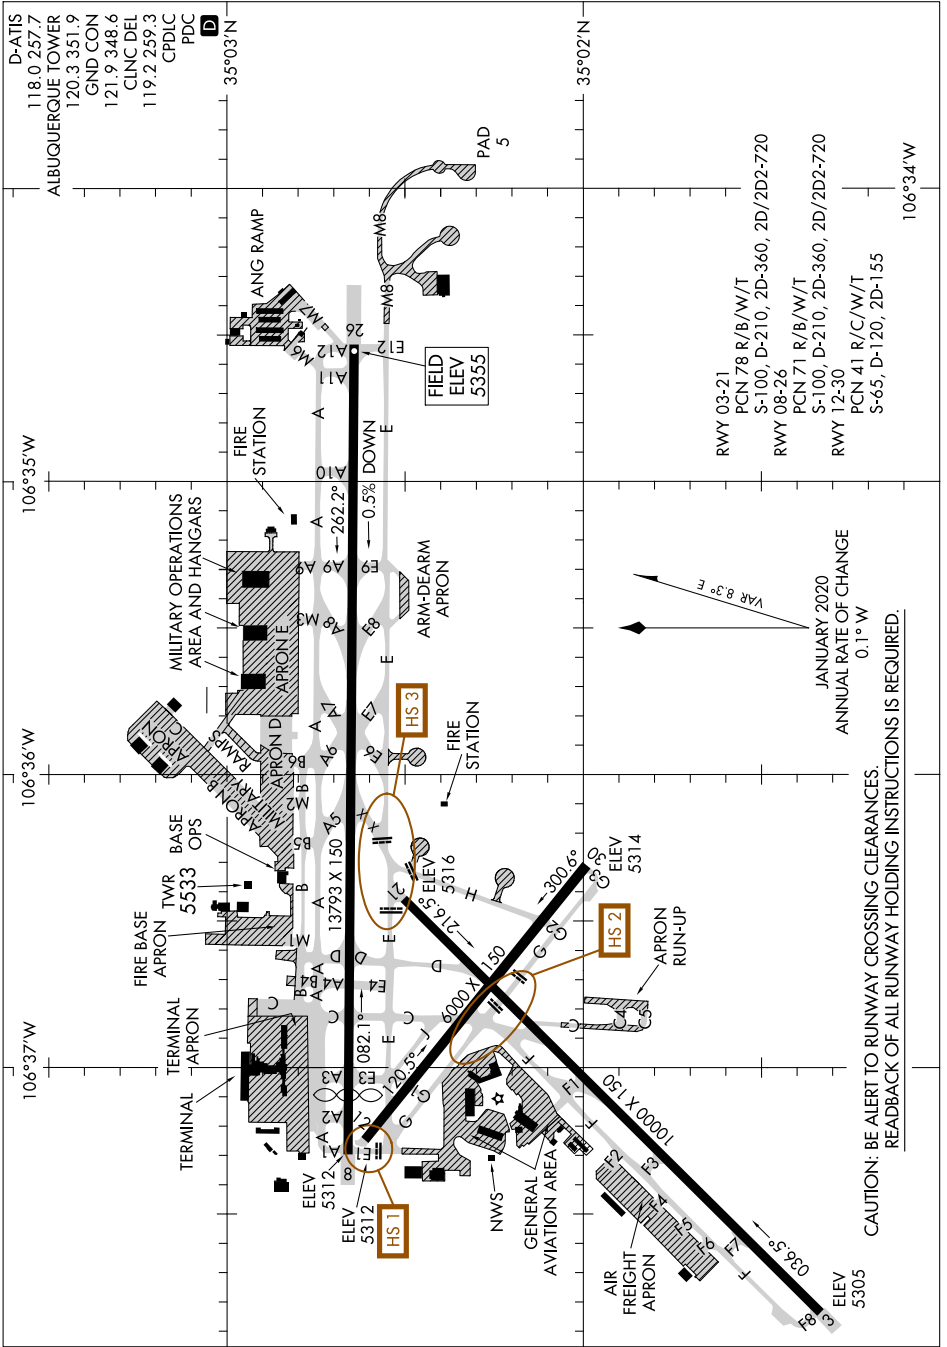 D-ATIS
118.0 257.7
ALBUQUERQUE TOWER
120.3 351.9
GND CON
121.9 348.6
CLNC DEL
119.2 259.3
CPDLC
PDC
D
35°03'N
35°02'N
106°34'W
106°35'W
106°36'W
106°37'W
PAD
5
M8
M8
ANG RAMP
M7
M6
26
A12
E12
A11
FIELD
ELEV
5355
A
E
A10
FIRE
STATION
A
262.2°
0.5% DOWN
A9
A9
E9
ARM-DEARM
APRON
MILITARY OPERATIONS
AREA AND HANGARS
M3
A8
E8
APRON E
E
A
A7
E7
HS 3
APRON C
MILITARY RAMPS
APRON B
APRON D
B6
A6
E6
B
M2
A5
X
X
FIRE
STATION
B5
BASE
OPS
TWR
5533
B
A
13793 X 150
21
ELEV
5316
H
FIRE BASE
APRON
M1
E
216.5°
300.6°
30
ELEV
5314
G3
G2
G
HS 2
APRON
RUN-UP
D
D
D
B4
B
A
A
A4
E4
6000 X 150
C
C
C
C
C4
C5
TERMINAL
APRON
TERMINAL
082.1°
E
J
A3
E3
120.5°
G1
G
A2
12
A
A1
E1
8
ELEV
5312
ELEV
5312
HS 1
NWS
GENERAL
AVIATION AREA
F
F1
F
10000 X 150
F2
F3
F4
F5
F6
F7
F
AIR
FREIGHT
APRON
036.5°
F8
3
ELEV
5305
RWY 03-21
PCN 78 R/B/W/T
S-100, D-210, 2D-360, 2D/2D2-720
RWY 08-26
PCN 71 R/B/W/T
S-100, D-210, 2D-360, 2D/2D2-720
RWY 12-30
PCN 41 R/C/W/T
S-65, D-120, 2D-155
VAR 8.3° E
JANUARY 2020
ANNUAL RATE OF CHANGE
0.1° W
CAUTION: BE ALERT TO RUNWAY CROSSING CLEARANCES.
READBACK OF ALL RUNWAY HOLDING INSTRUCTIONS IS REQUIRED.